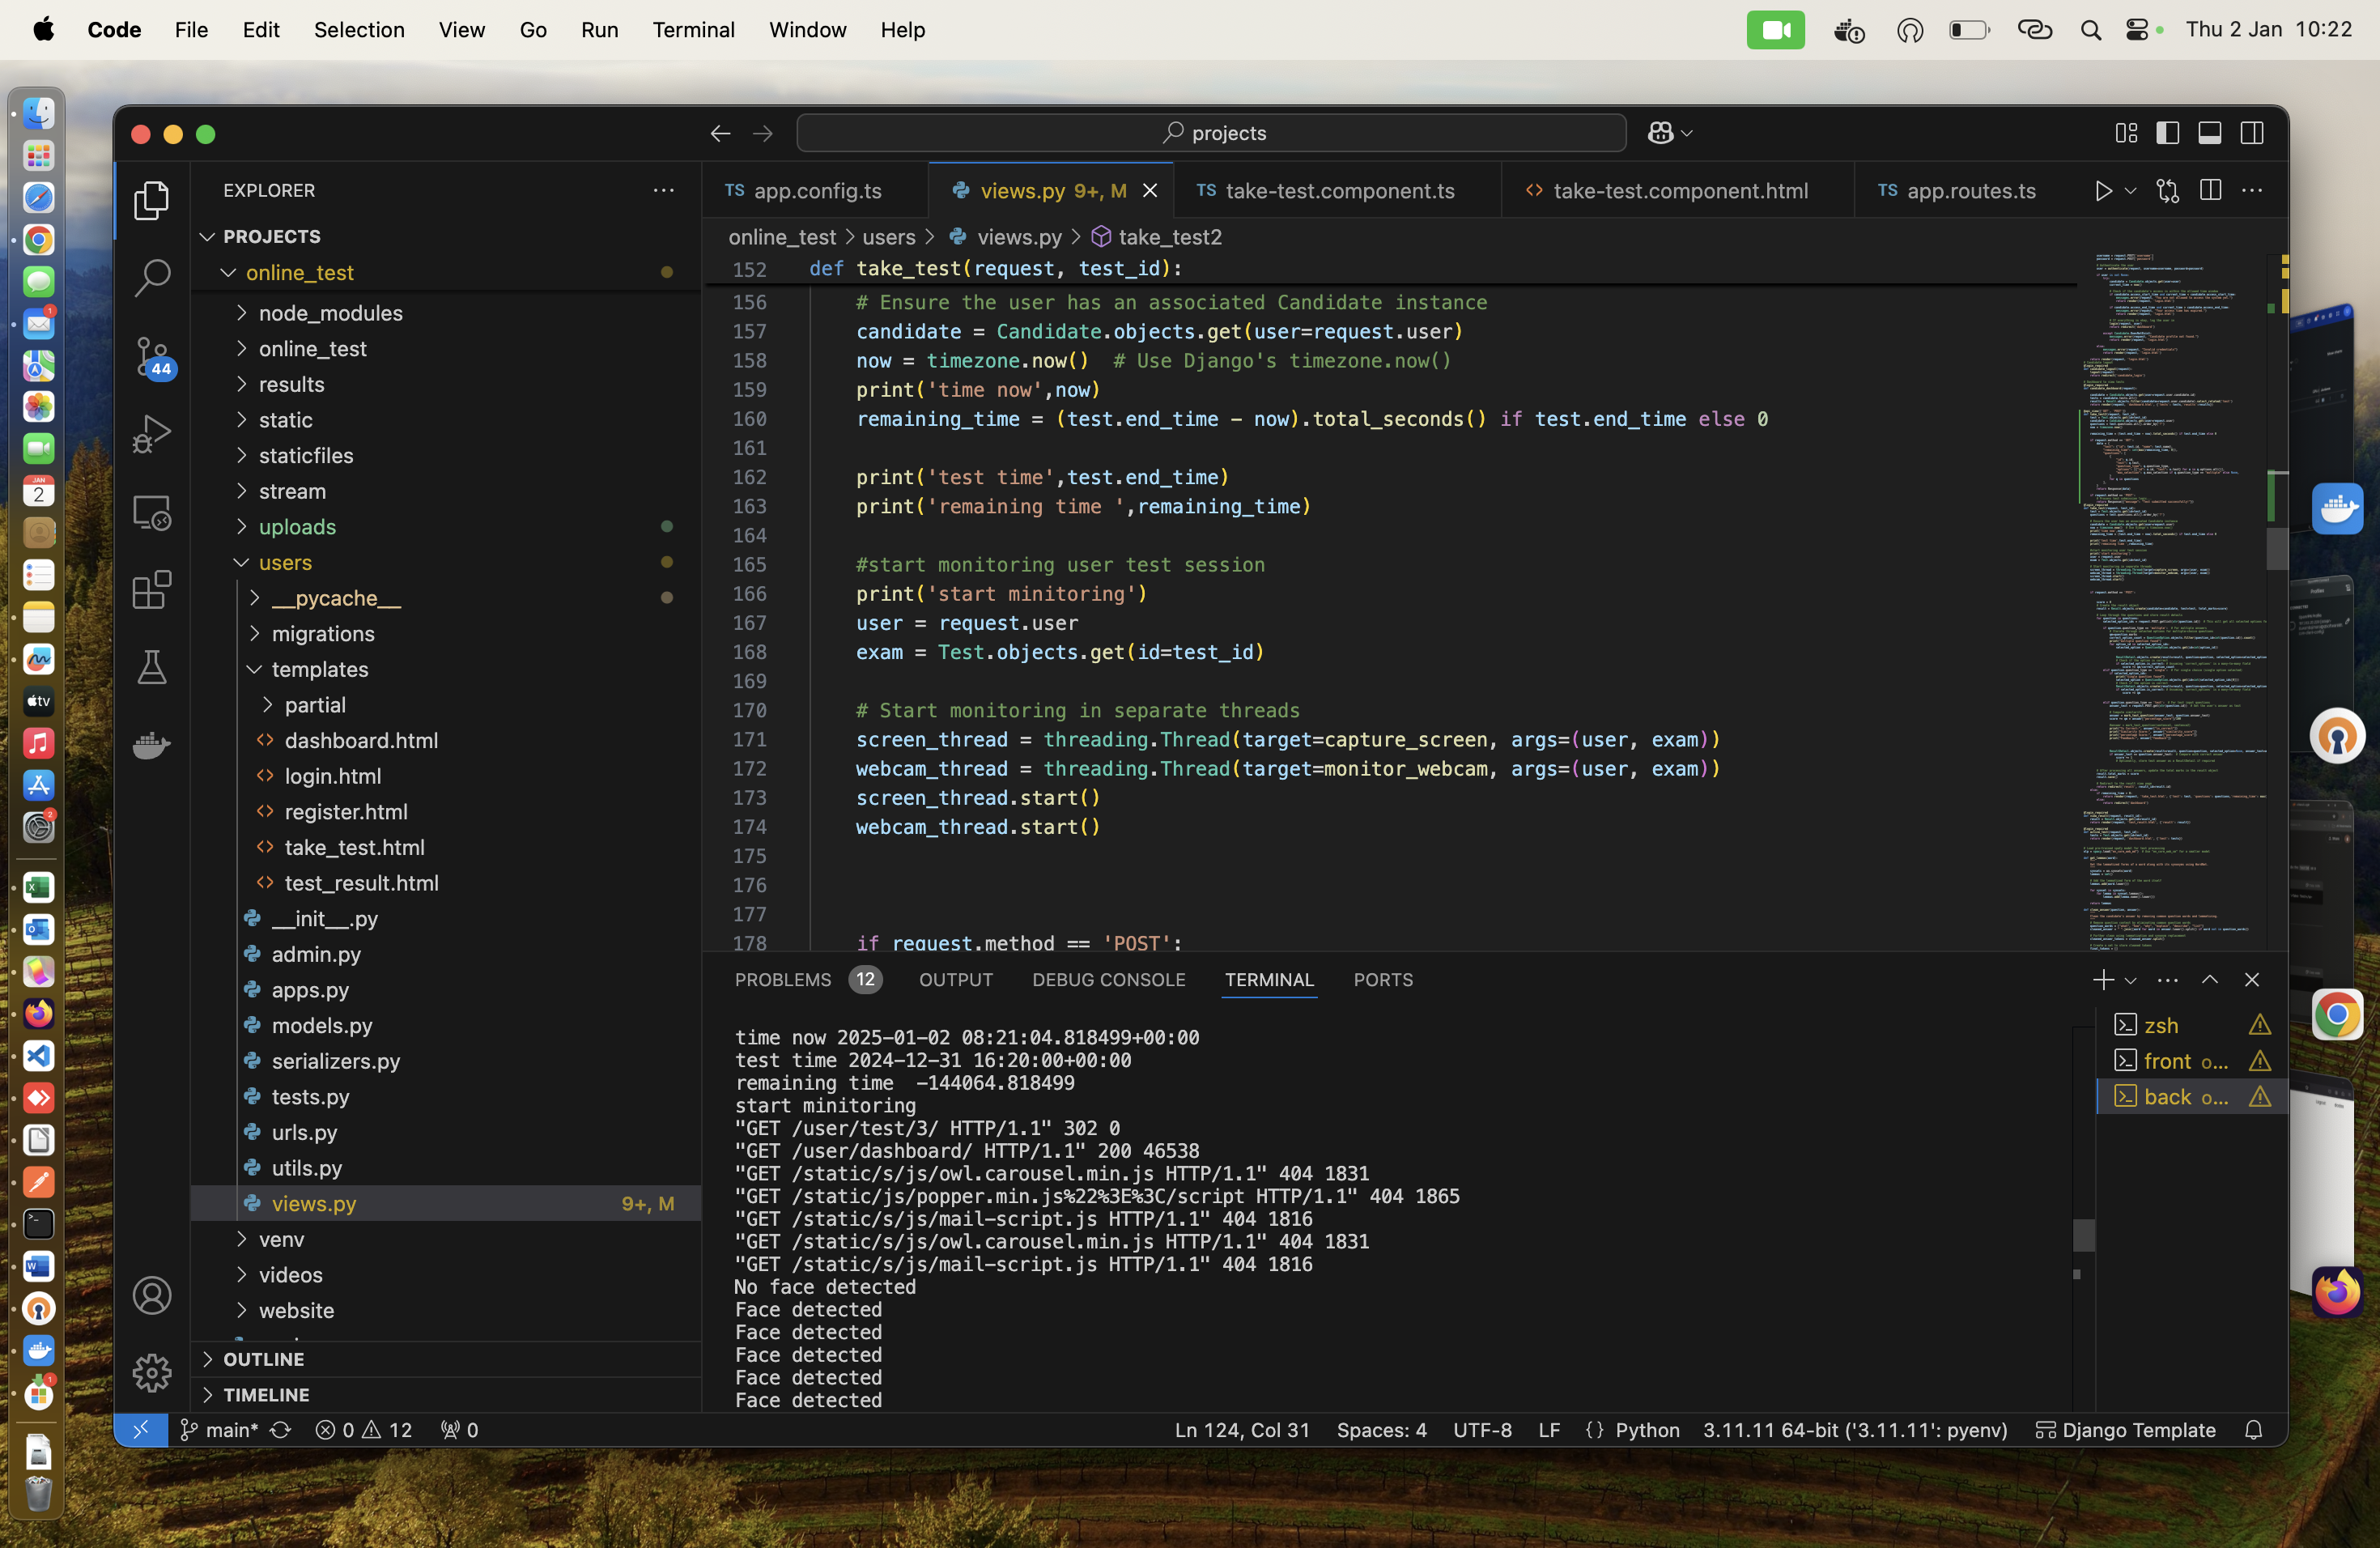 Code File Edit Selection View Go Run Terminal Window Help Thu 2 Jan 10:22
projects
EXPLORER
PROJECTS
online_test
node_modules
online_test
results
static
staticfiles
stream
uploads
users
__pycache__
migrations
templates
partial
dashboard.html
login.html
register.html
take_test.html
test_result.html
__init__.py
admin.py
apps.py
models.py
serializers.py
tests.py
urls.py
utils.py
views.py 9+, M
venv
videos
website
OUTLINE
TIMELINE
44
TS app.config.ts views.py 9+, M TS take-test.component.ts take-test.component.html TS app.routes.ts
online_test > users > views.py > take_test2
152 def take_test(request, test_id):
156 # Ensure the user has an associated Candidate instance
157 candidate = Candidate.objects.get(user=request.user)
158 now = timezone.now() # Use Django's timezone.now()
159 print('time now',now)
160 remaining_time = (test.end_time - now).total_seconds() if test.end_time else 0
161
162 print('test time',test.end_time)
163 print('remaining time ',remaining_time)
164
165 #start monitoring user test session
166 print('start minitoring')
167 user = request.user
168 exam = Test.objects.get(id=test_id)
169
170 # Start monitoring in separate threads
171 screen_thread = threading.Thread(target=capture_screen, args=(user, exam))
172 webcam_thread = threading.Thread(target=monitor_webcam, args=(user, exam))
173 screen_thread.start()
174 webcam_thread.start()
175
176
177
178 if request.method == 'POST':
PROBLEMS 12 OUTPUT DEBUG CONSOLE TERMINAL PORTS
time now 2025-01-02 08:21:04.818499+00:00
test time 2024-12-31 16:20:00+00:00
remaining time  -144064.818499
start minitoring
"GET /user/test/3/ HTTP/1.1" 302 0
"GET /user/dashboard/ HTTP/1.1" 200 46538
"GET /static/s/js/owl.carousel.min.js HTTP/1.1" 404 1831
"GET /static/js/popper.min.js%22%3E%3C/script HTTP/1.1" 404 1865
"GET /static/s/js/mail-script.js HTTP/1.1" 404 1816
"GET /static/s/js/owl.carousel.min.js HTTP/1.1" 404 1831
"GET /static/s/js/mail-script.js HTTP/1.1" 404 1816
No face detected
Face detected
Face detected
Face detected
Face detected
Face detected
zsh
front o...
back o...
main* 0 12 0 Ln 124, Col 31 Spaces: 4 UTF-8 LF {} Python 3.11.11 64-bit ('3.11.11': pyenv) Django Template
JAN
2
tv